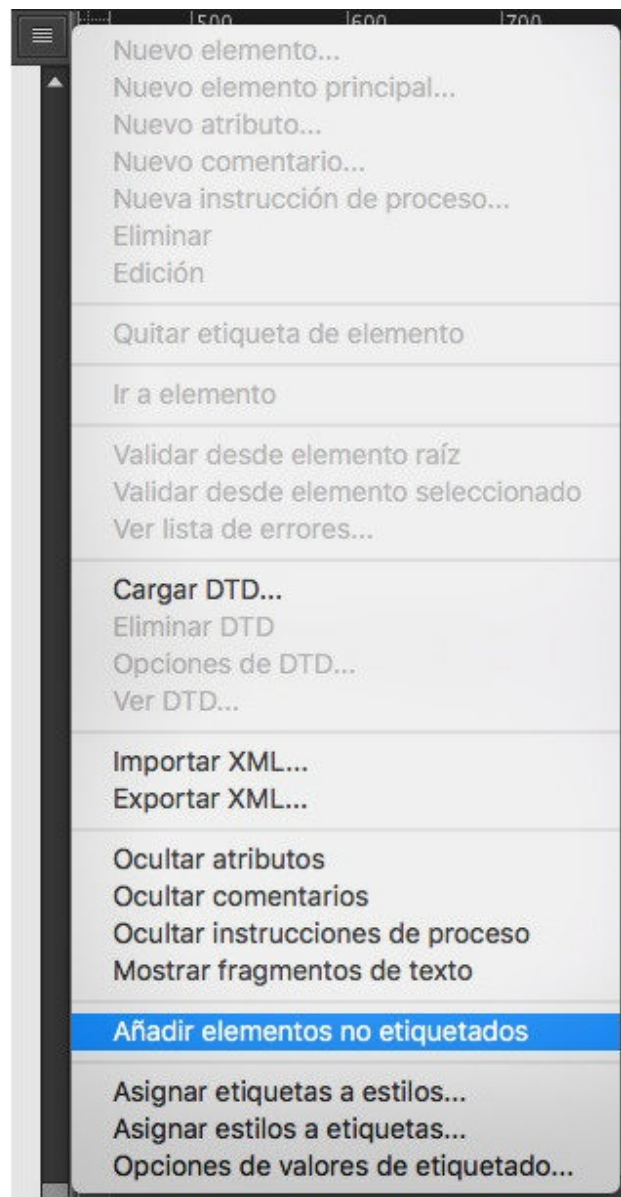 500 600 700
Nuevo elemento...
Nuevo elemento principal...
Nuevo atributo...
Nuevo comentario...
Nueva instrucción de proceso...
Eliminar
Edición
Quitar etiqueta de elemento
Ir a elemento
Validar desde elemento raíz
Validar desde elemento seleccionado
Ver lista de errores...
Cargar DTD...
Eliminar DTD
Opciones de DTD...
Ver DTD...
Importar XML...
Exportar XML...
Ocultar atributos
Ocultar comentarios
Ocultar instrucciones de proceso
Mostrar fragmentos de texto
Añadir elementos no etiquetados
Asignar etiquetas a estilos...
Asignar estilos a etiquetas...
Opciones de valores de etiquetado...